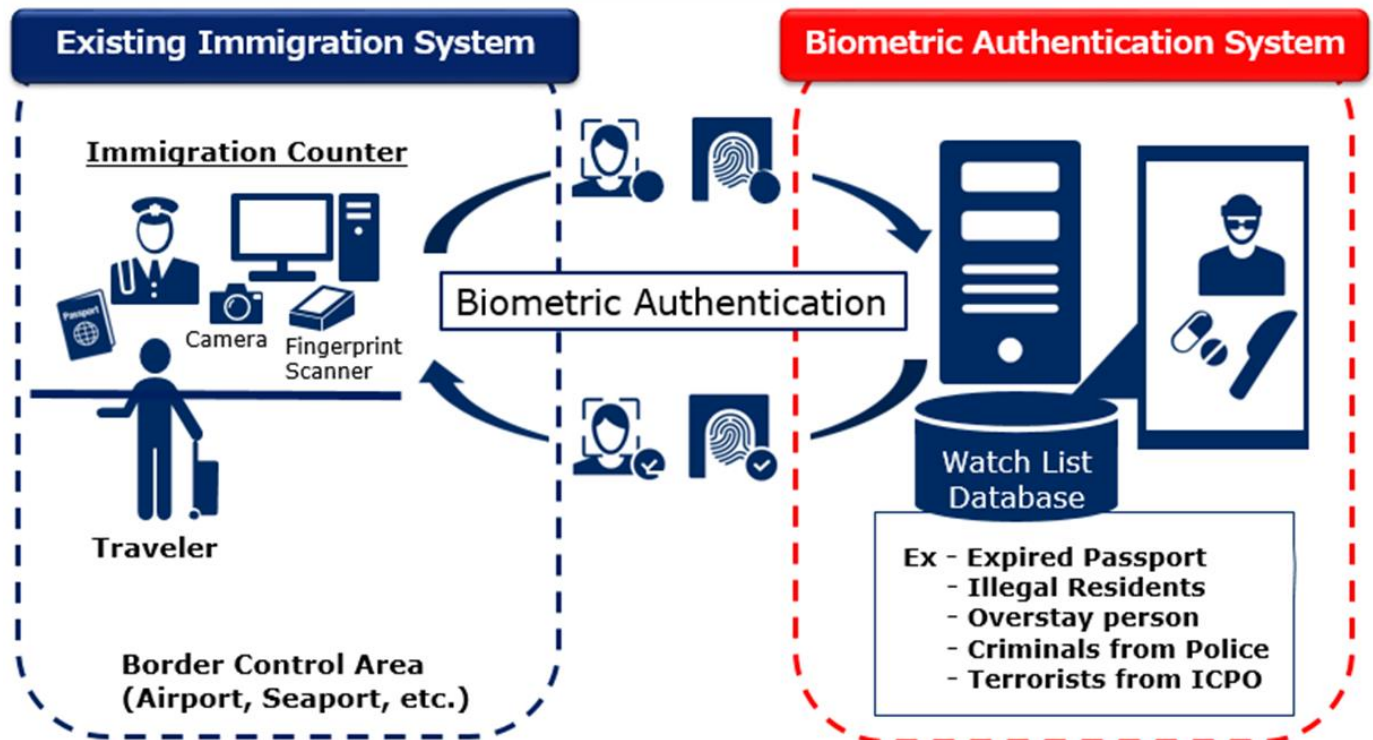 Existing Immigration System
Biometric Authentication System
Immigration Counter
Passport
Camera
Fingerprint
Scanner
Traveler
Border Control Area
(Airport, Seaport, etc.)
Biometric Authentication
Watch List
Database
Ex - Expired Passport
- Illegal Residents
- Overstay person
- Criminals from Police
- Terrorists from ICPO